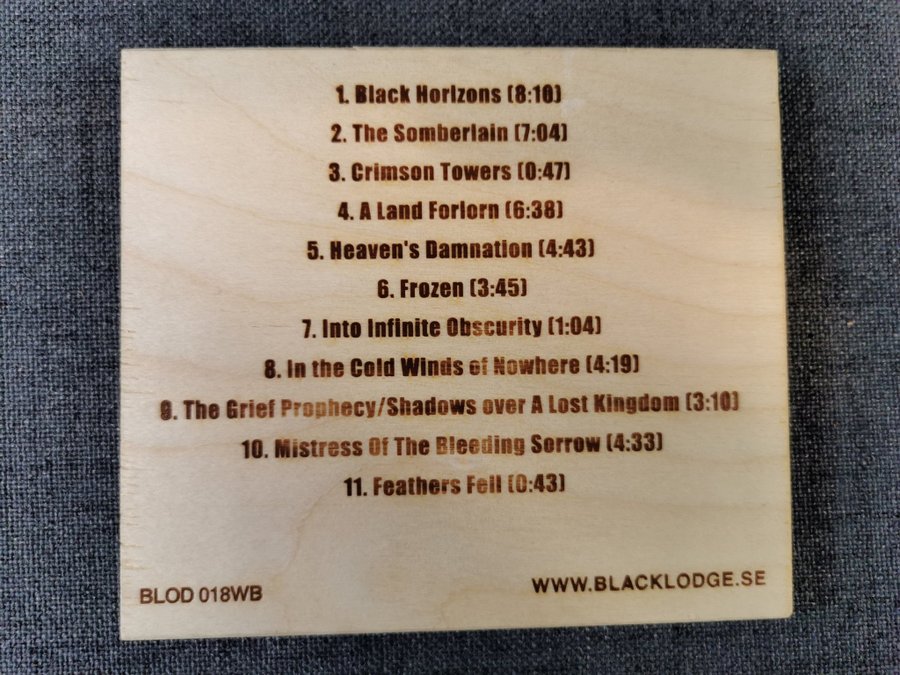 1. Black Horizons (8:10)
2. The Somberlain (7:04)
3. Crimson Towers (0:47)
4. A Land Forlorn (6:38)
5. Heaven's Damnation (4:43)
6. Frozen (3:45)
7. Into Infinite Obscurity (1:04)
8. In the Cold Winds of Nowhere (4:19)
9. The Grief Prophecy/Shadows over A Lost Kingdom (3:10)
10. Mistress Of The Bleeding Sorrow (4:33)
11. Feathers Fell (0:43)
BLOD 018WB
WWW.BLACKLODGE.SE